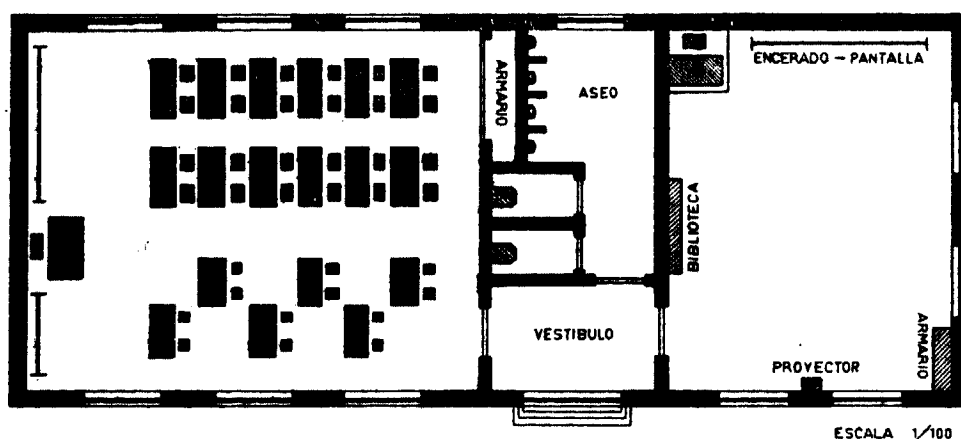 ENCERADO - PANTALLA
ARMARIO
ASEO
BIBLIOTECA
VESTIBULO
PROYECTOR
ARMARIO
ESCALA 1/100